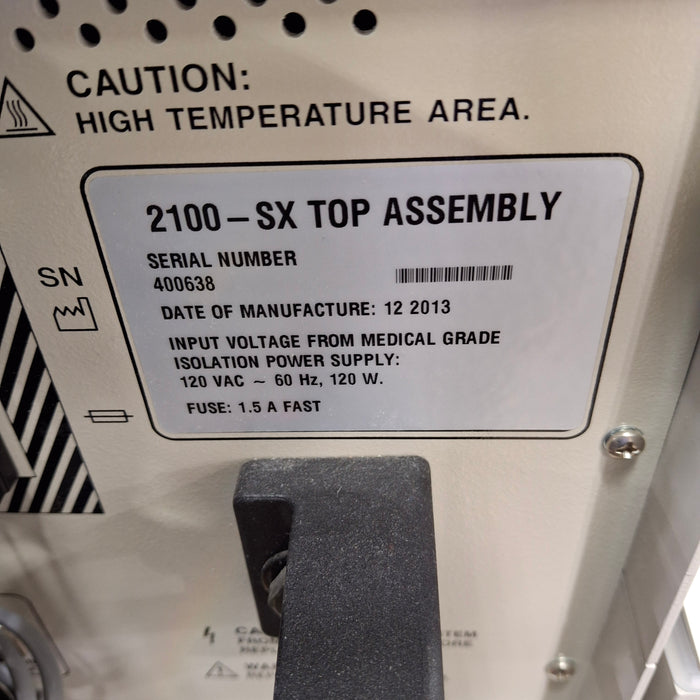 CAUTION:
HIGH TEMPERATURE AREA.
2100-SX TOP ASSEMBLY
SERIAL NUMBER
SN
400638
DATE OF MANUFACTURE: 12 2013
INPUT VOLTAGE FROM MEDICAL GRADE
ISOLATION POWER SUPPLY:
120 VAC ~ 60 Hz, 120 W.
FUSE: 1.5 A FAST